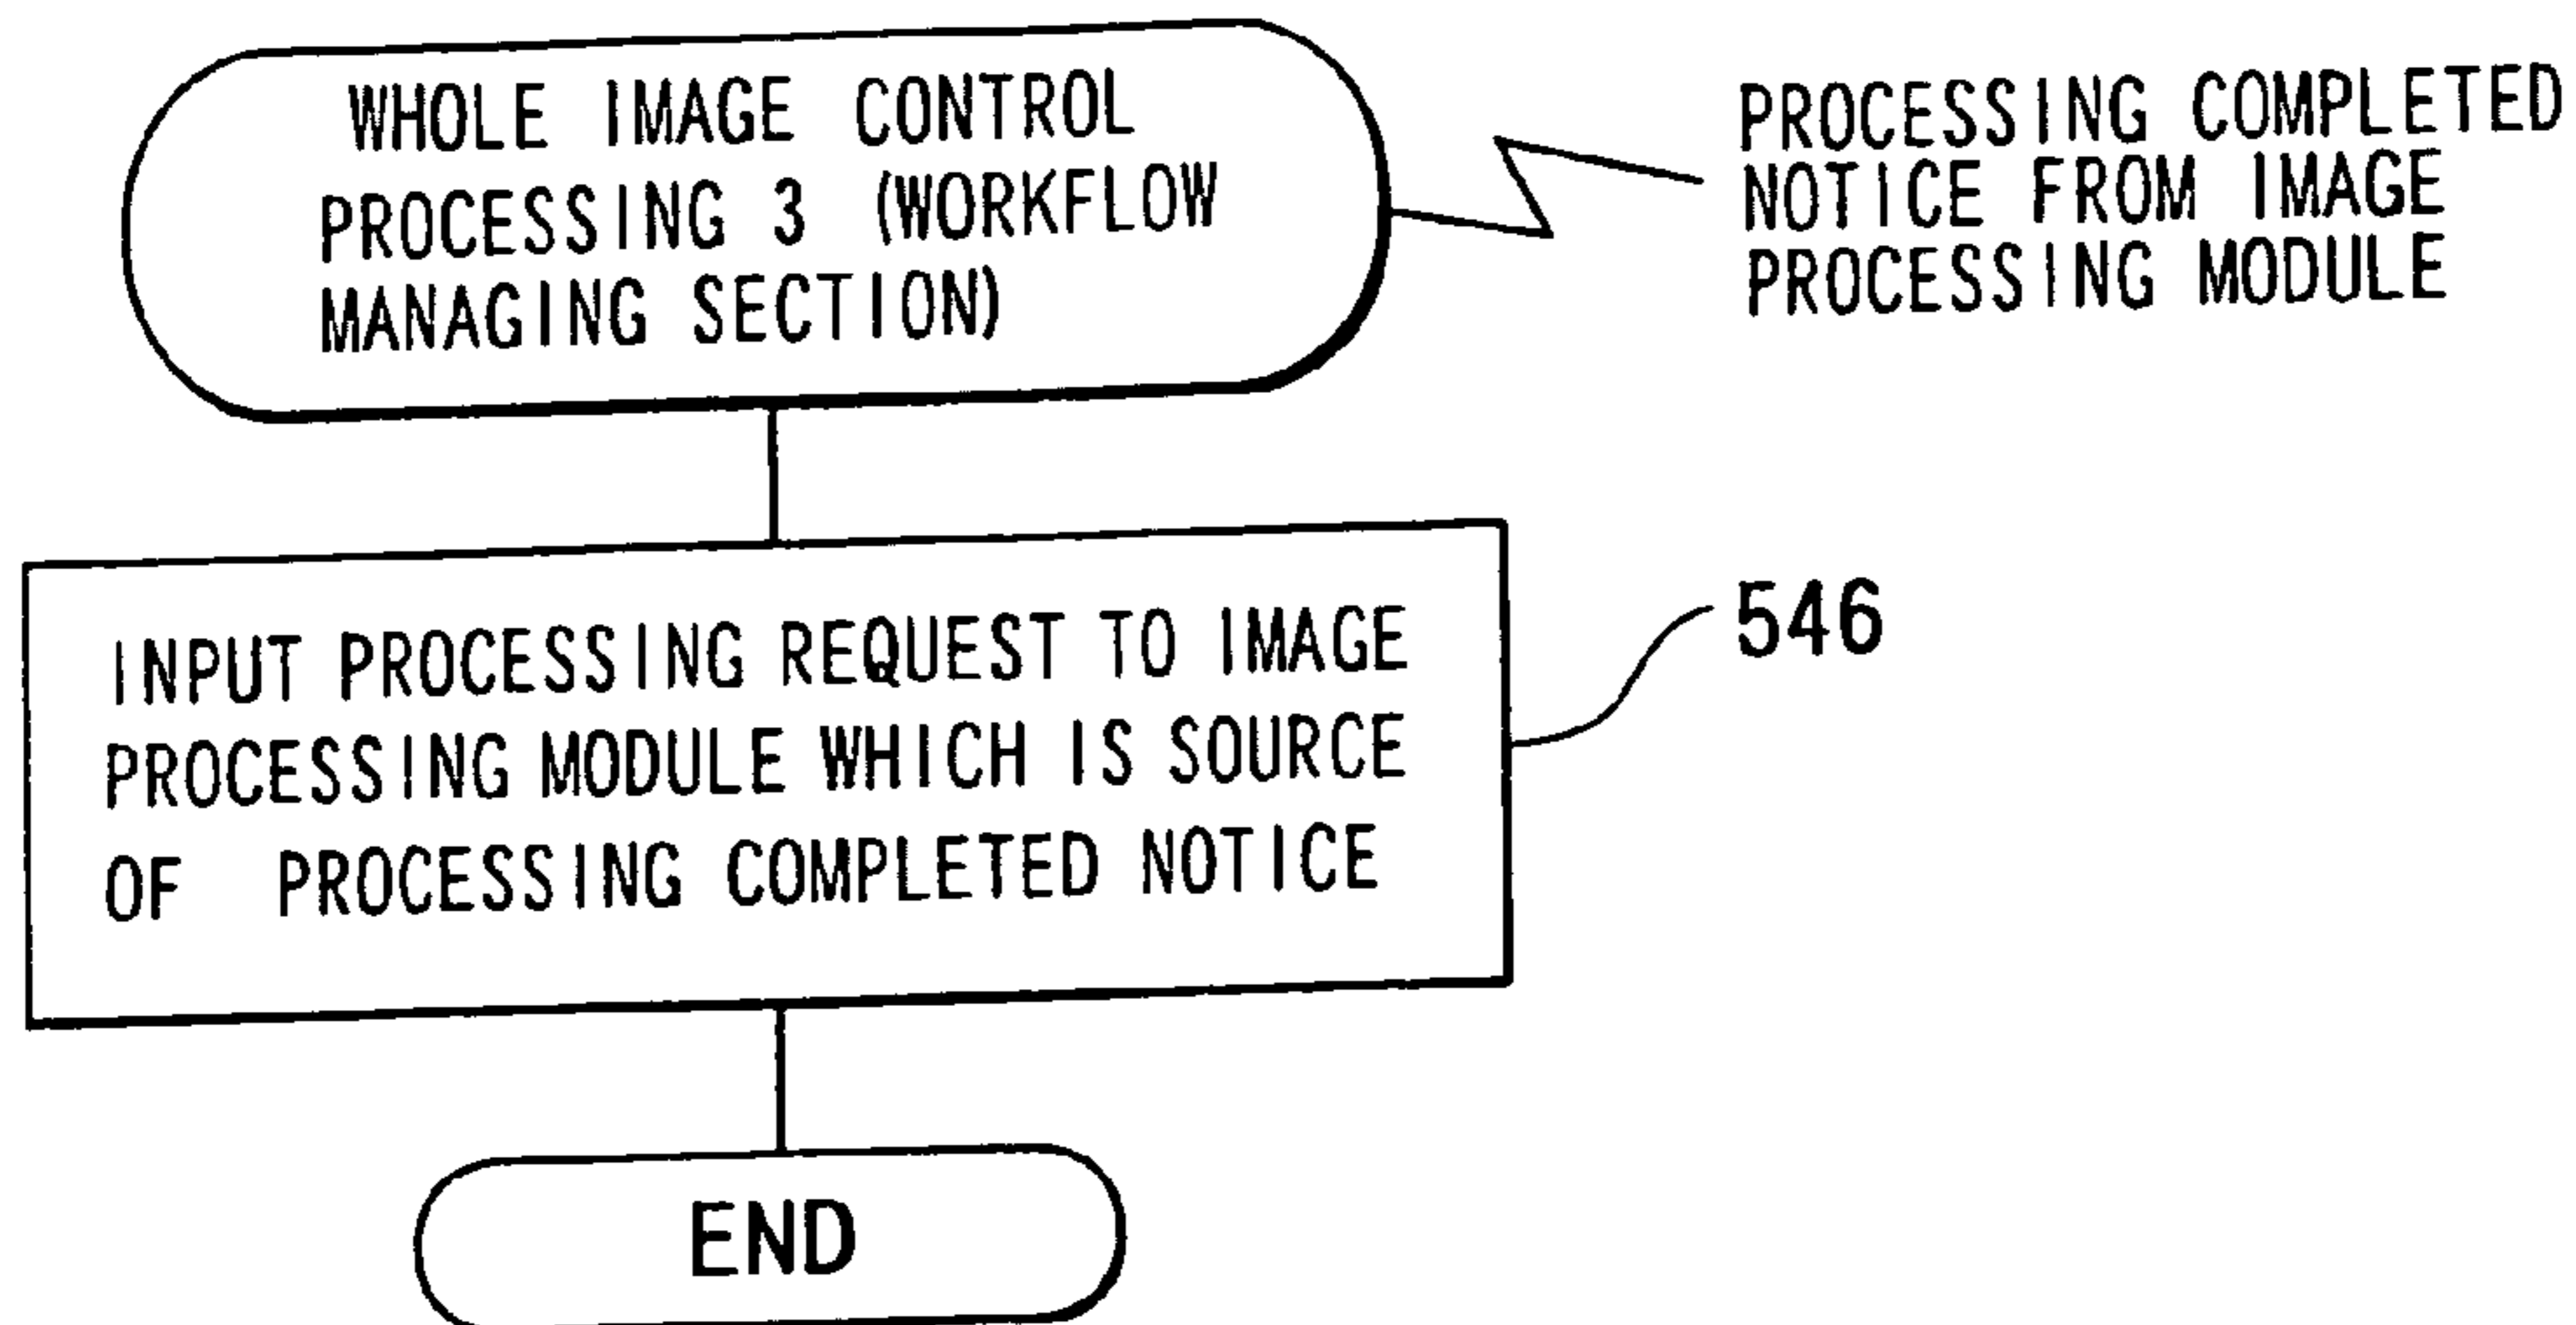 WHOLE IMAGE CONTROL
PROCESSING 3 (WORKFLOW
MANAGING SECTION)
PROCESSING COMPLETED
NOTICE FROM IMAGE
PROCESSING MODULE
INPUT PROCESSING REQUEST TO IMAGE
PROCESSING MODULE WHICH IS SOURCE
OF PROCESSING COMPLETED NOTICE
546
END